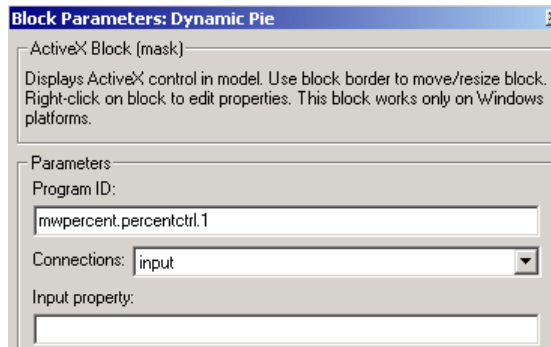 Block Parameters: Dynamic Pie
ActiveX Block (mask)
Displays ActiveX control in model. Use block border to move/resize block.
Right-click on block to edit properties. This block works only on Windows
platforms.
Parameters
Program ID:
mwpercent.percentctrl.1
Connections: input
Input property: